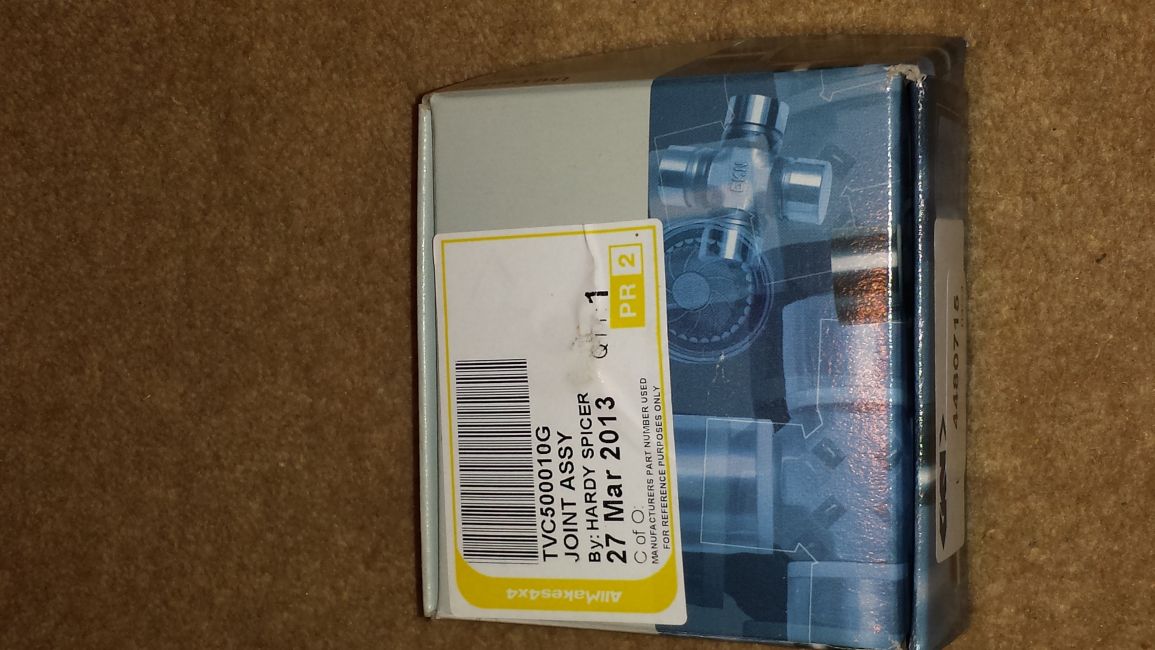 TVC500010G
JOINT ASSY
By: HARDY SPICER
27 Mar 2013
1
PR 2
C of O:
MANUFACTURERS PART NUMBER USED
FOR REFERENCE PURPOSES ONLY
AllMakes4x4
GKN
4480715